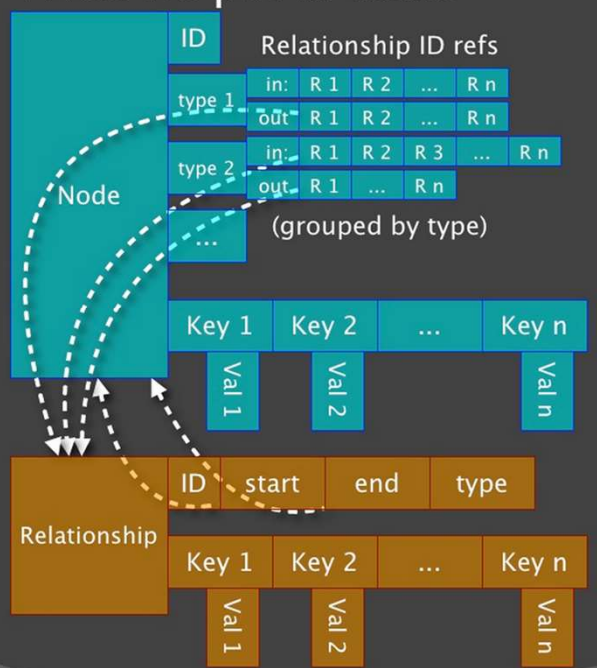 ID
Relationship ID refs
type 1
in: R 1 R 2 ... R n
out R 1 R 2 ... R n
type 2
in: R 1 R 2 R 3 ... R n
out R 1 ... R n
Node
...
(grouped by type)
Key 1 Key 2 ... Key n
Val 1 Val 2 Val n
ID start end type
Relationship
Key 1 Key 2 ... Key n
Val 1 Val 2 Val n